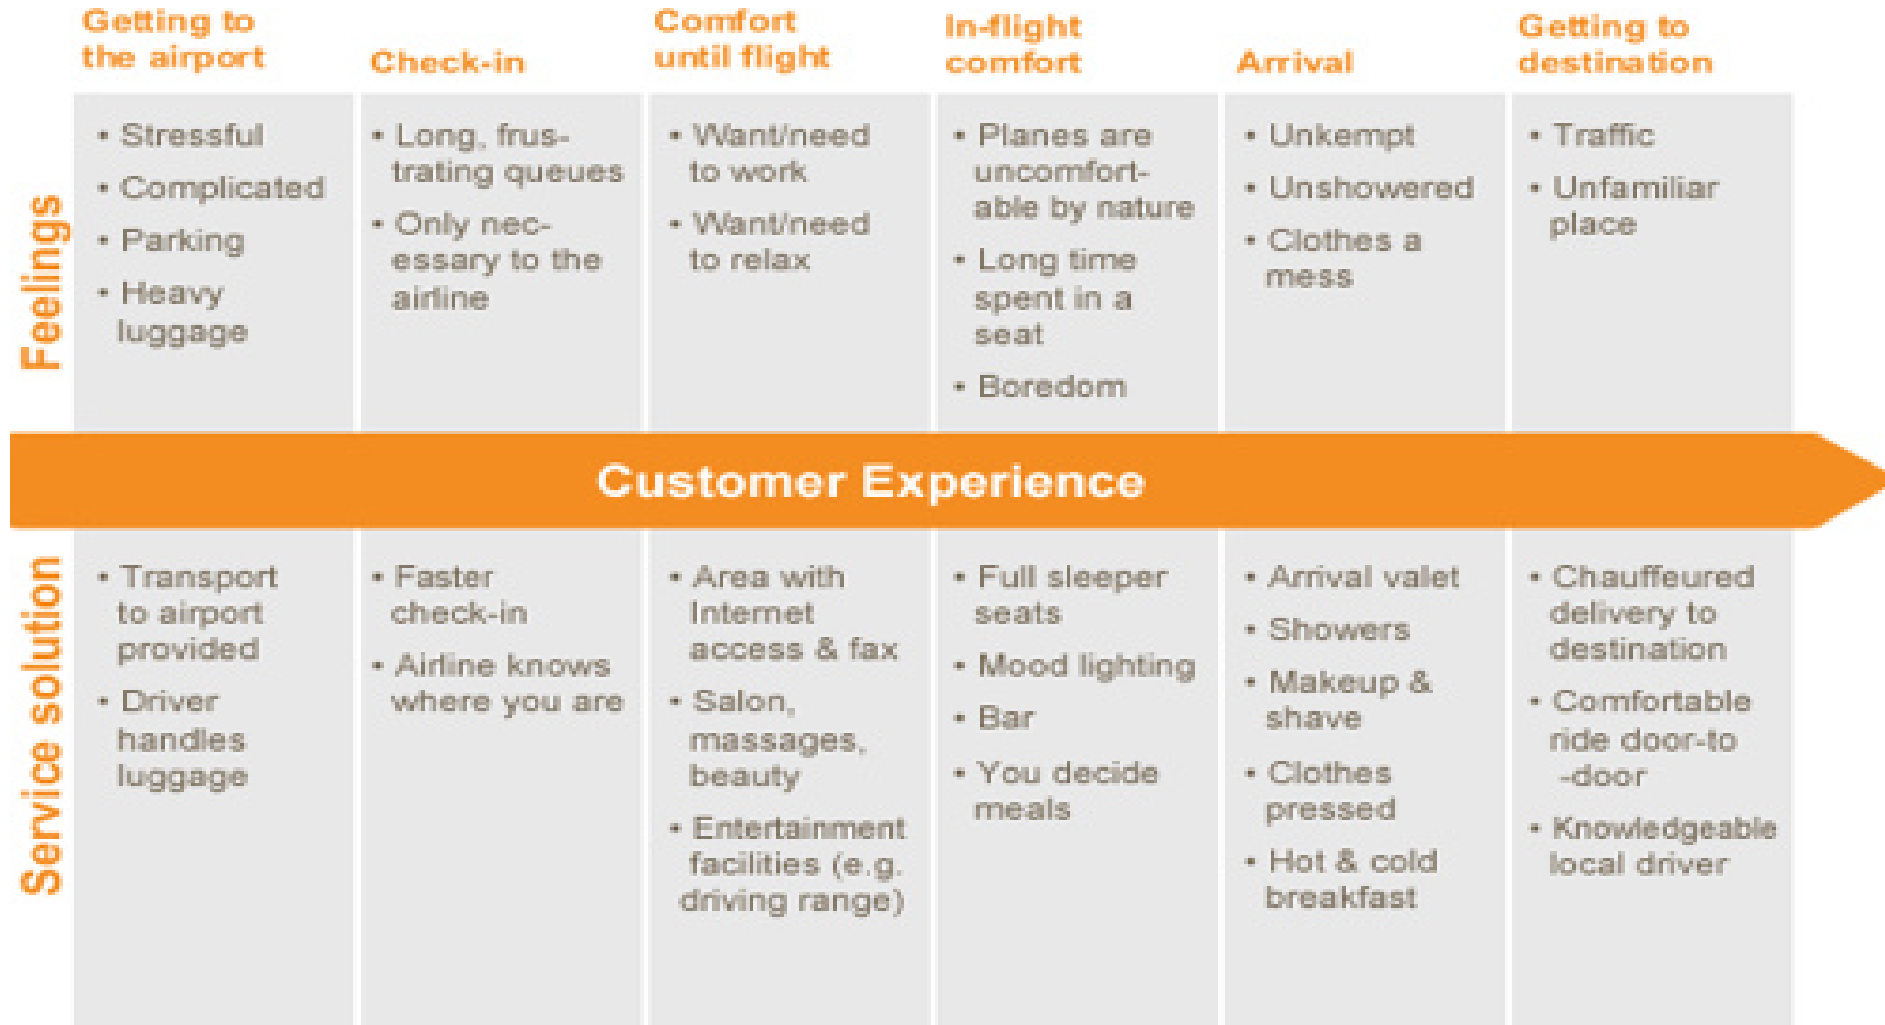 Getting to
the airport
Check-in
Comfort
until flight
In-flight
comfort
Arrival
Getting to
destination
Feelings
• Stressful
• Complicated
• Parking
• Heavy
luggage
• Long, frus-
trating queues
• Only nec-
essary to the
airline
• Want/need
to work
• Want/need
to relax
• Planes are
uncomfort-
able by nature
• Long time
spent in a
seat
• Boredom
• Unkempt
• Unshowered
• Clothes a
mess
• Traffic
• Unfamiliar
place
Customer Experience
Service solution
• Transport
to airport
provided
• Driver
handles
luggage
• Faster
check-in
• Airline knows
where you are
• Area with
Internet
access & fax
• Salon,
massages,
beauty
• Entertainment
facilities (e.g.
driving range)
• Full sleeper
seats
• Mood lighting
• Bar
• You decide
meals
• Arrival valet
• Showers
• Makeup &
shave
• Clothes
pressed
• Hot & cold
breakfast
• Chauffeured
delivery to
destination
• Comfortable
ride door-to
-door
• Knowledgeable
local driver